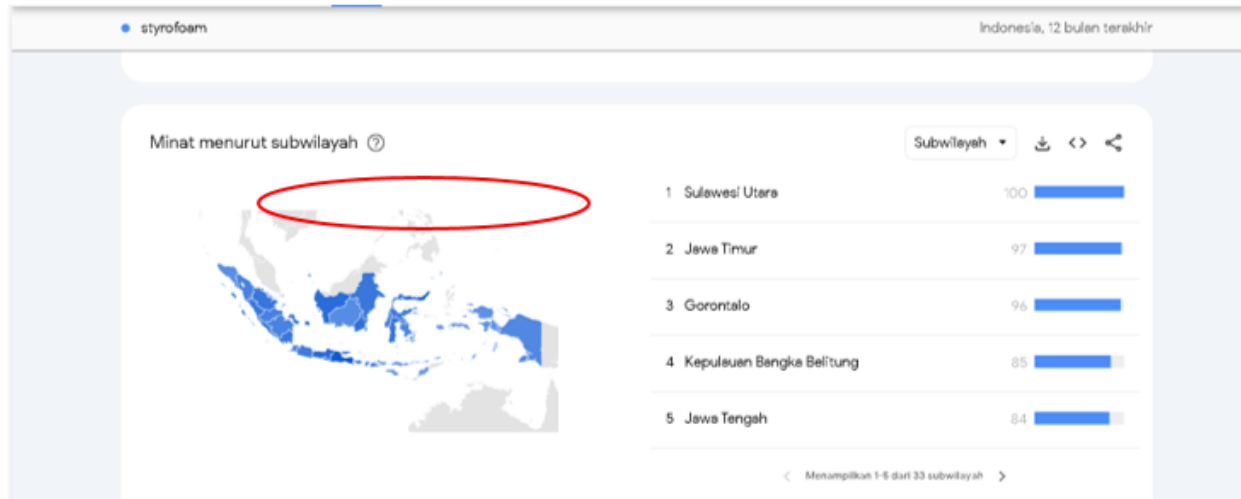 styrofoam
Indonesia, 12 bulan terakhir
Minat menurut subwilayah
Subwilayah
1 Sulawesi Utara 100
2 Jawa Timur 97
3 Gorontalo 96
4 Kepulauan Bangka Belitung 85
5 Jawa Tengah 84
Menampilkan 1-5 dari 33 subwilayah